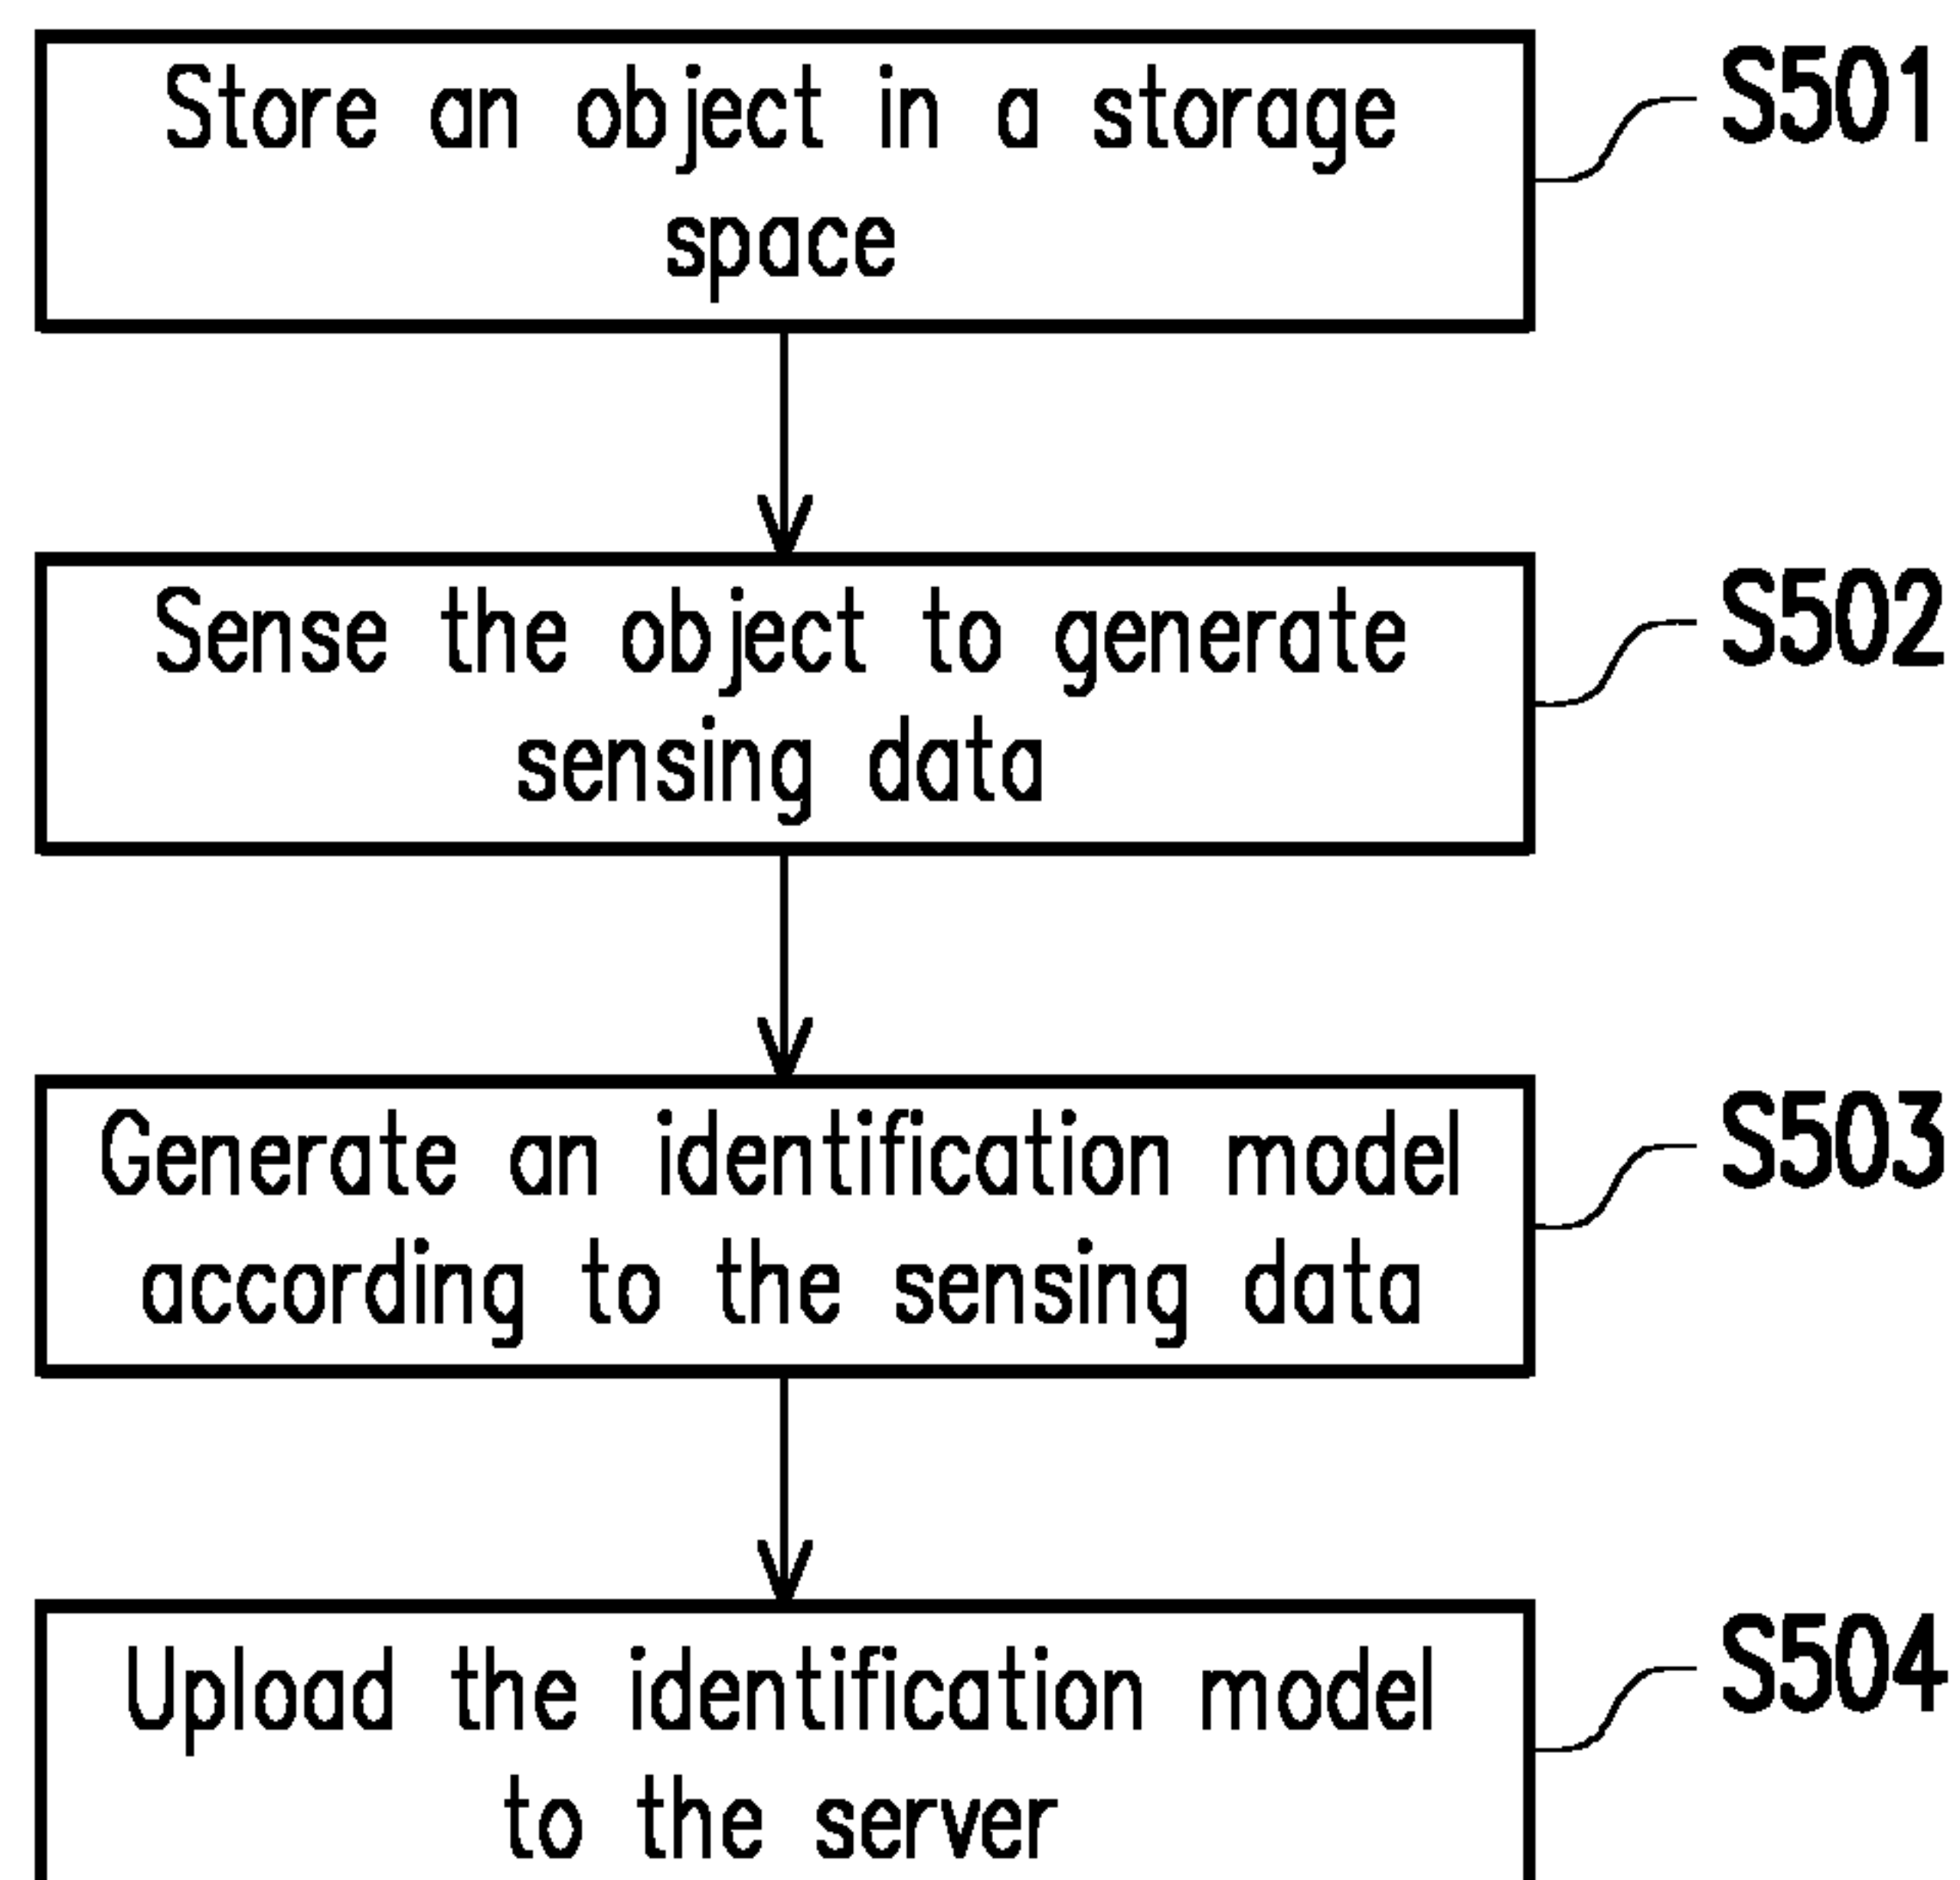 Store an object in a storage
space
S501
Sense the object to generate
sensing data
S502
Generate an identification model
according to the sensing data
S503
Upload the identification model
to the server
S504